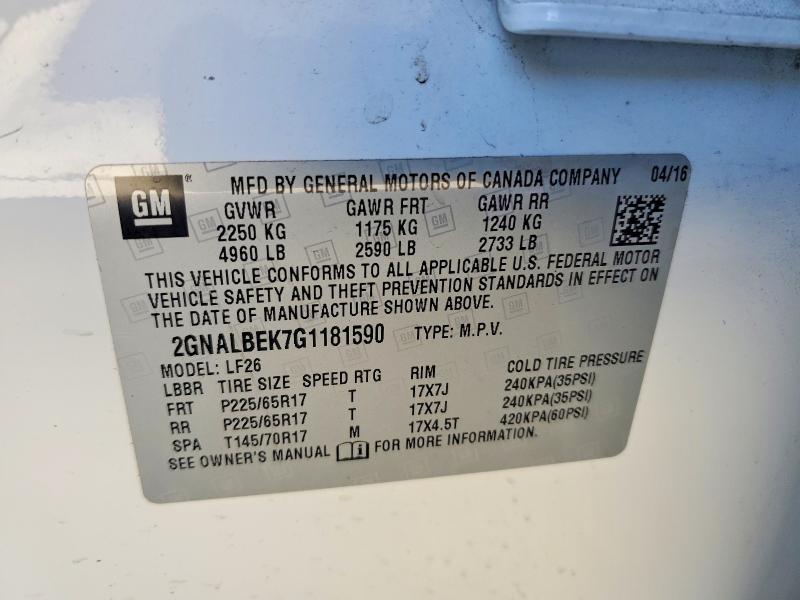 GM ® MFD BY GENERAL MOTORS OF CANADA COMPANY 04/16
GVWR GAWR FRT GAWR RR
2250 KG 1175 KG 1240 KG
4960 LB 2590 LB 2733 LB
THIS VEHICLE CONFORMS TO ALL APPLICABLE U.S. FEDERAL MOTOR
VEHICLE SAFETY AND THEFT PREVENTION STANDARDS IN EFFECT ON
THE DATE OF MANUFACTURE SHOWN ABOVE.
2GNALBEK7G1181590 TYPE: M.P.V.
MODEL: LF26
LBBR TIRE SIZE SPEED RTG RIM COLD TIRE PRESSURE
FRT P225/65R17 T 17X7J 240KPA(35PSI)
RR P225/65R17 T 17X7J 240KPA(35PSI)
SPA T145/70R17 M 17X4.5T 420KPA(60PSI)
SEE OWNER'S MANUAL FOR MORE INFORMATION.